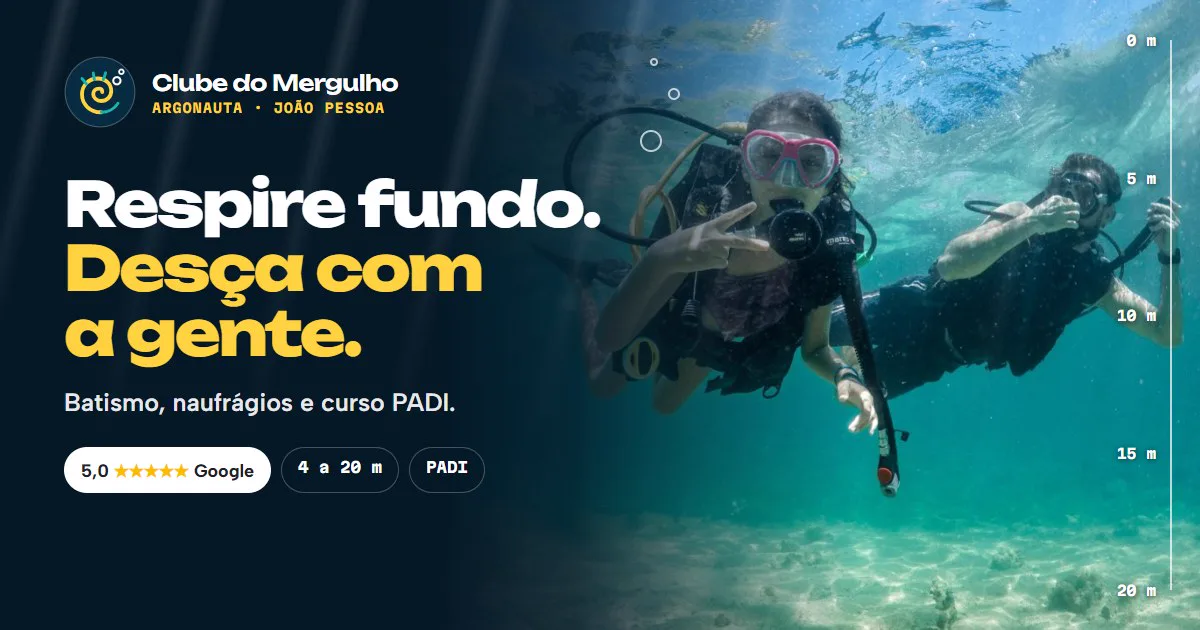 Clube do Mergulho
ARGONAUTA · JOÃO PESSOA
Respire fundo.
Desça com
a gente.
Batismo, naufrágios e curso PADI.
5,0 ★★★★★ Google
4 a 20 m
PADI
0 m
5 m
10 m
15 m
20 m
mares